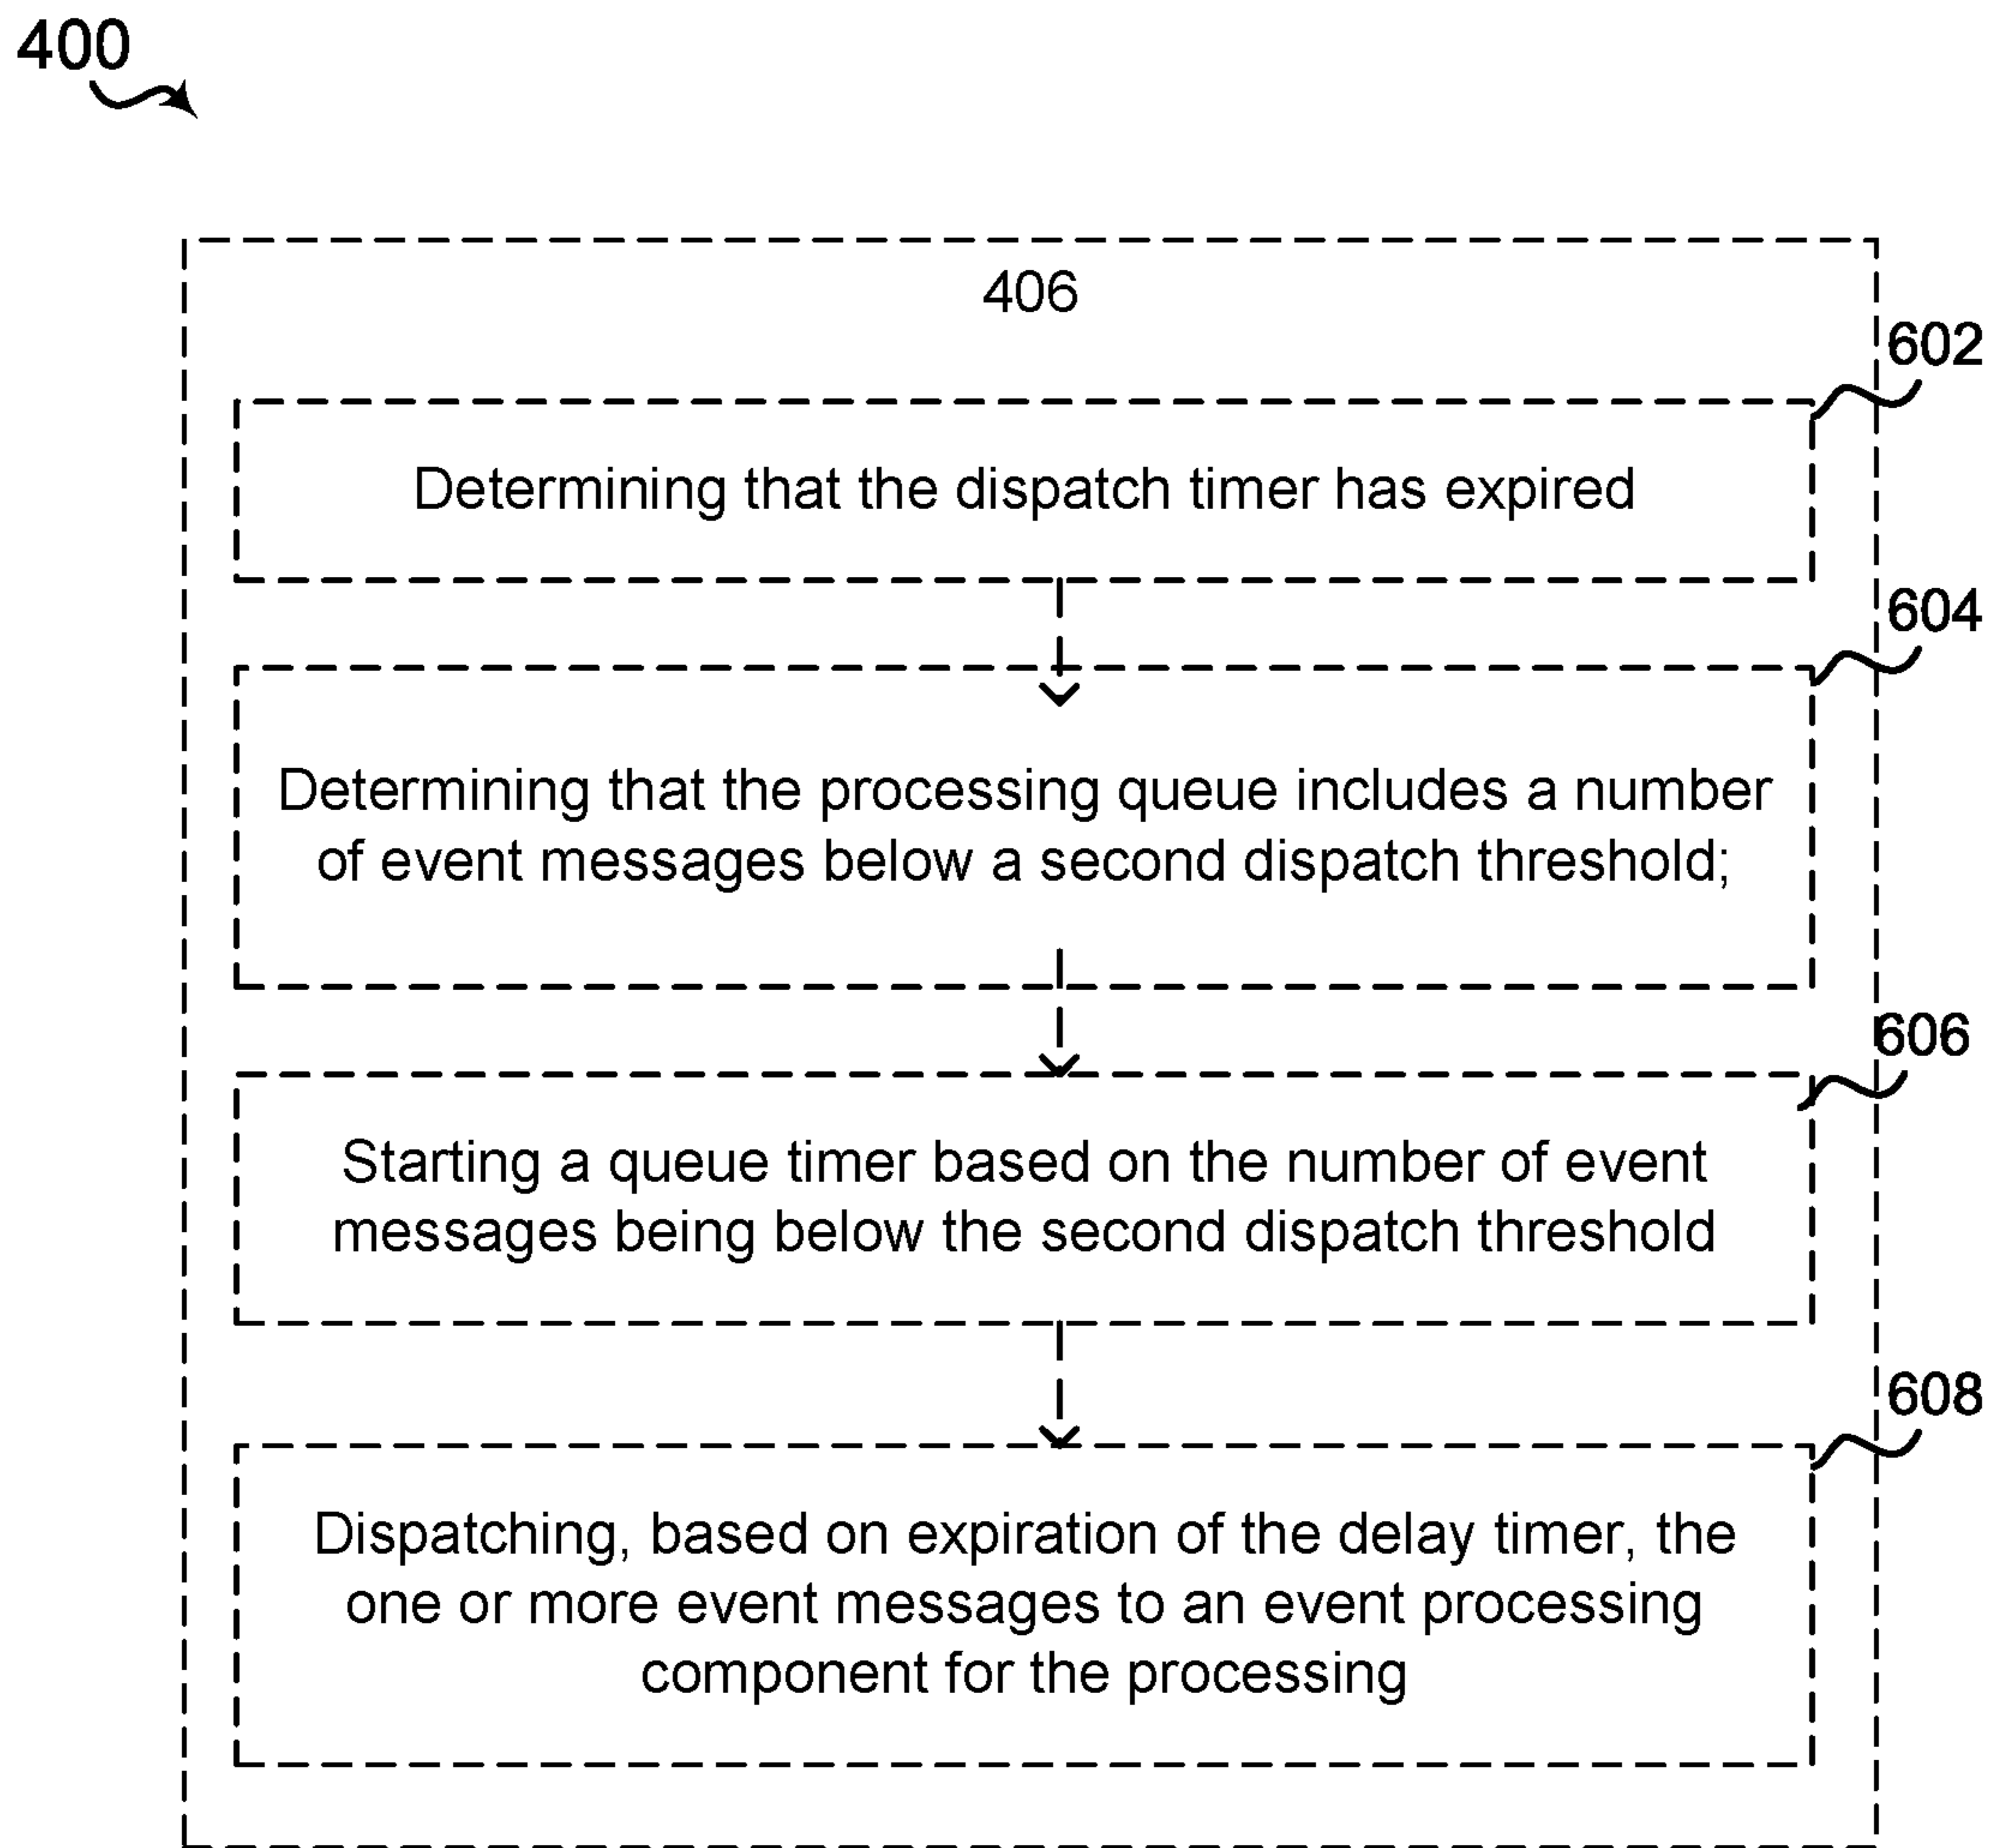 400
406
602
Determining that the dispatch timer has expired
604
Determining that the processing queue includes a number
of event messages below a second dispatch threshold;
606
Starting a queue timer based on the number of event
messages being below the second dispatch threshold
608
Dispatching, based on expiration of the delay timer, the
one or more event messages to an event processing
component for the processing